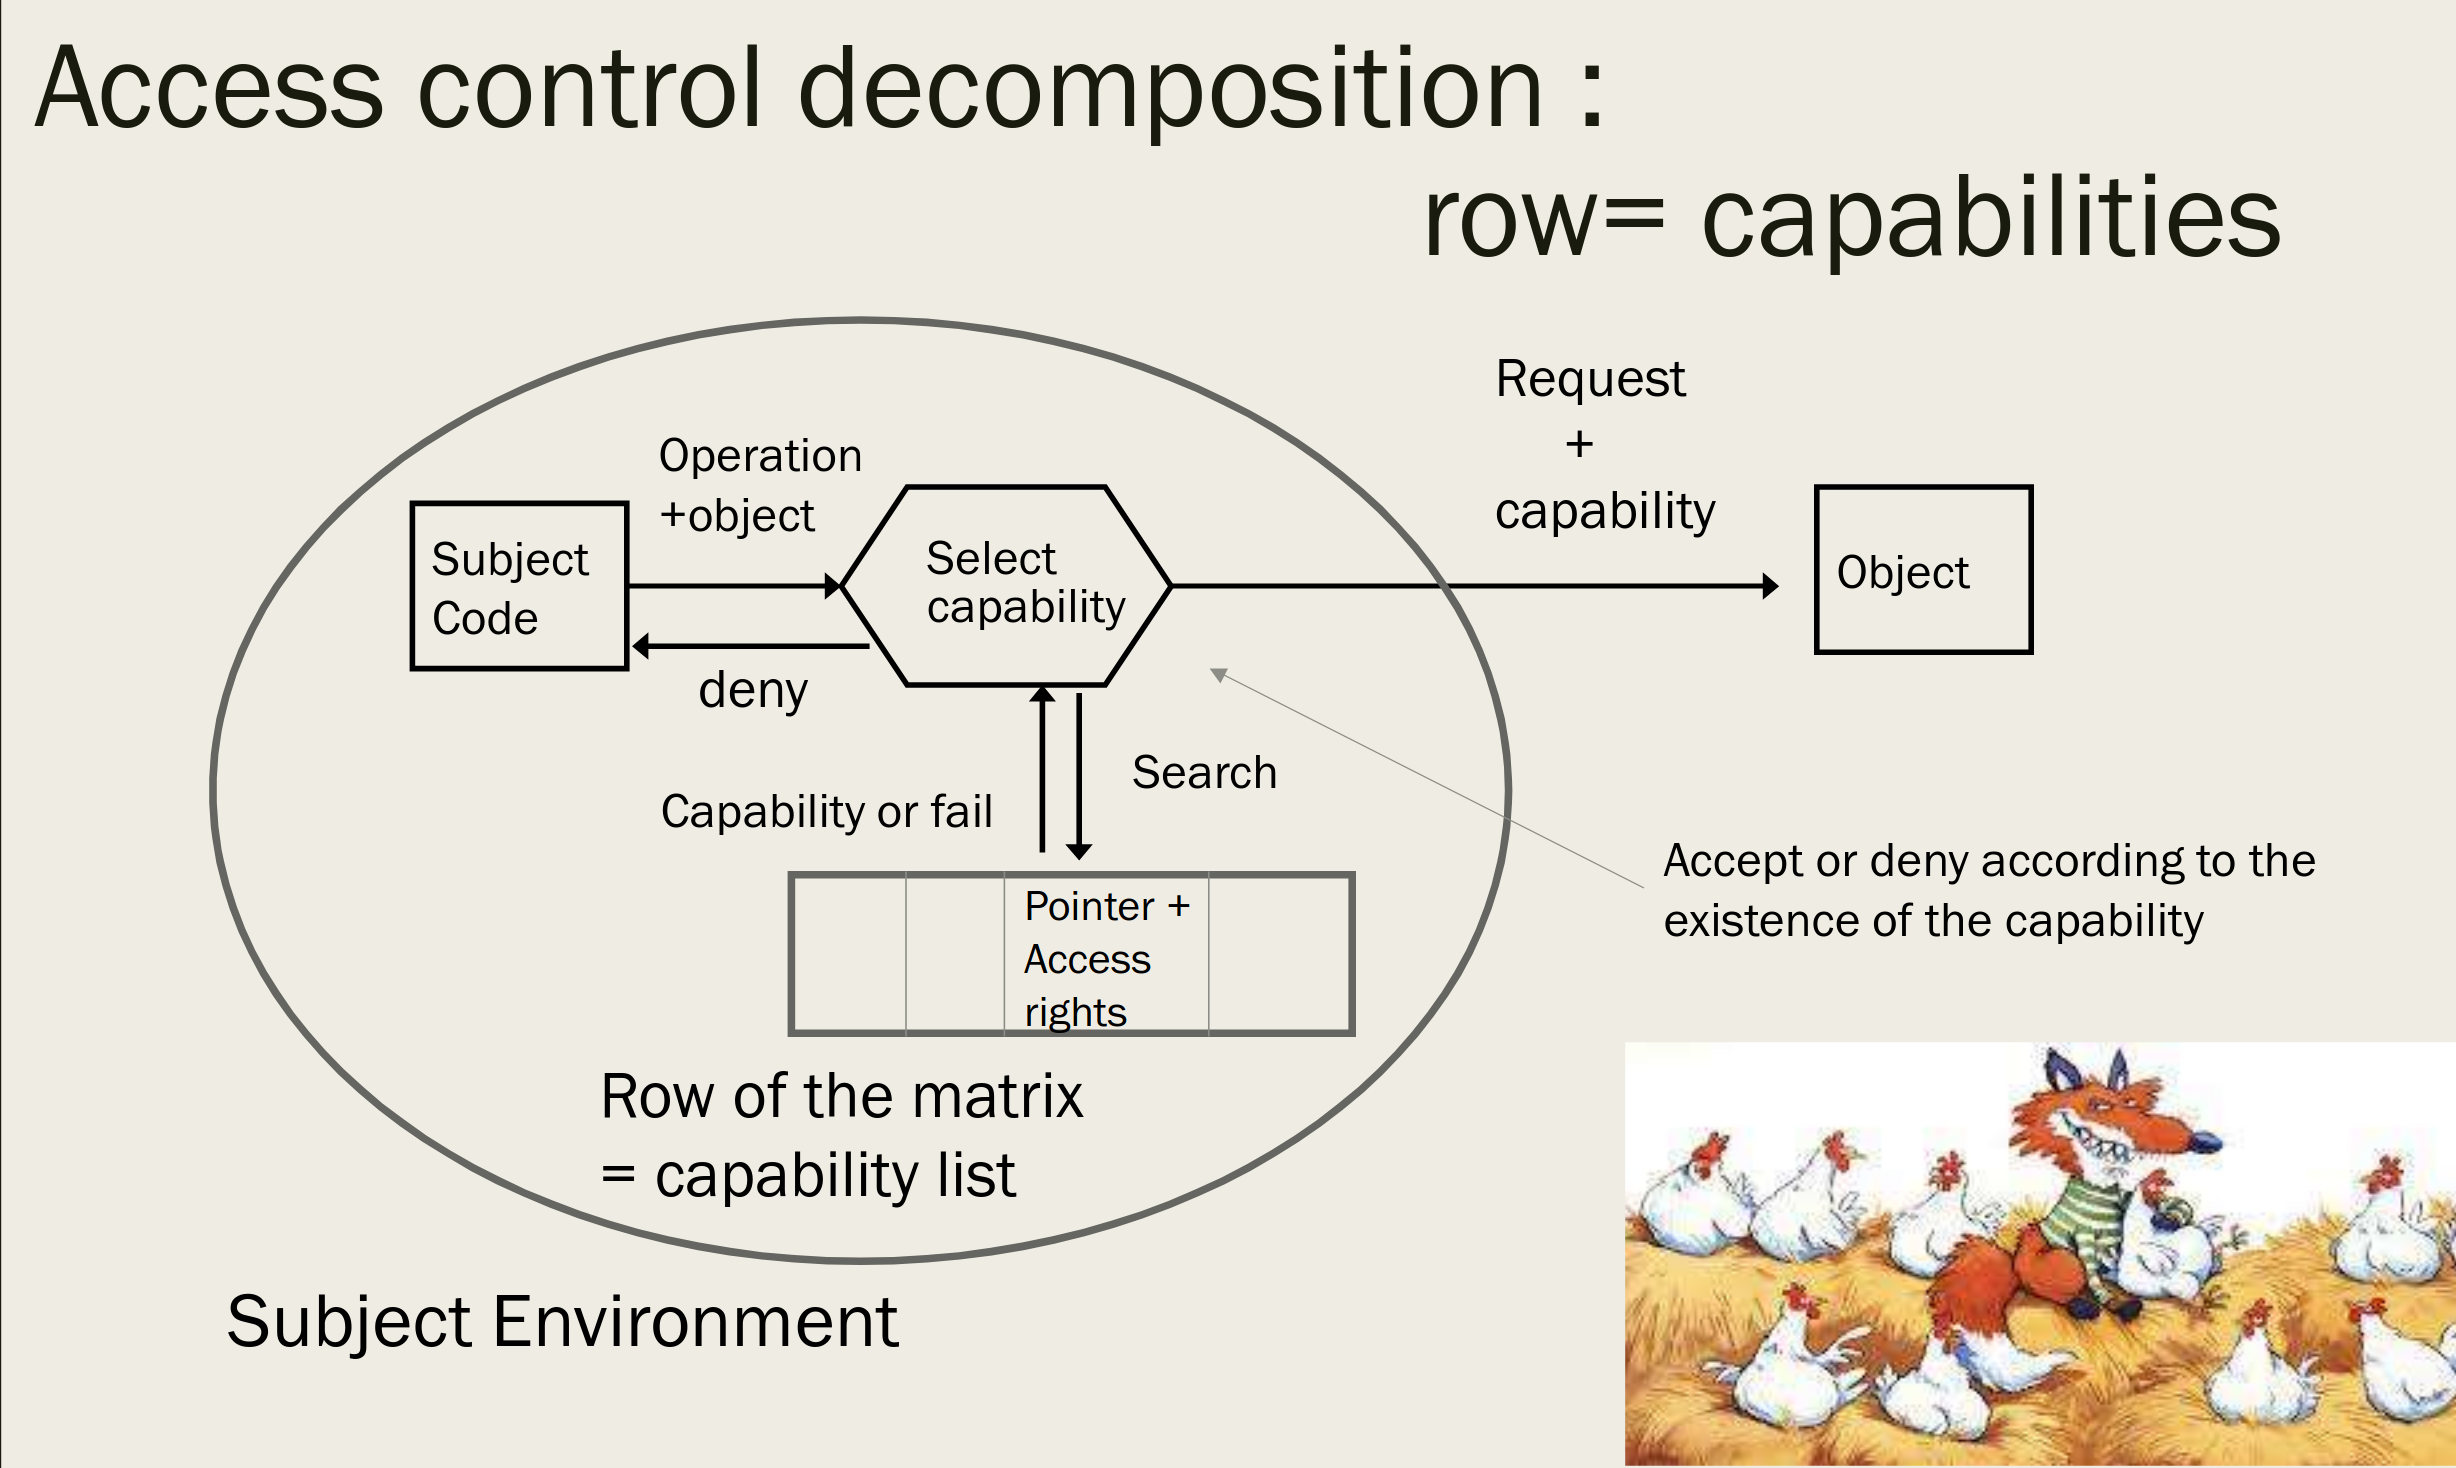 Access control decomposition :
row= capabilities
Request
+
capability
Operation
+object
Subject
Code
Select
capability
Object
deny
Search
Capability or fail
Accept or deny according to the
existence of the capability
Pointer +
Access
rights
Row of the matrix
= capability list
Subject Environment